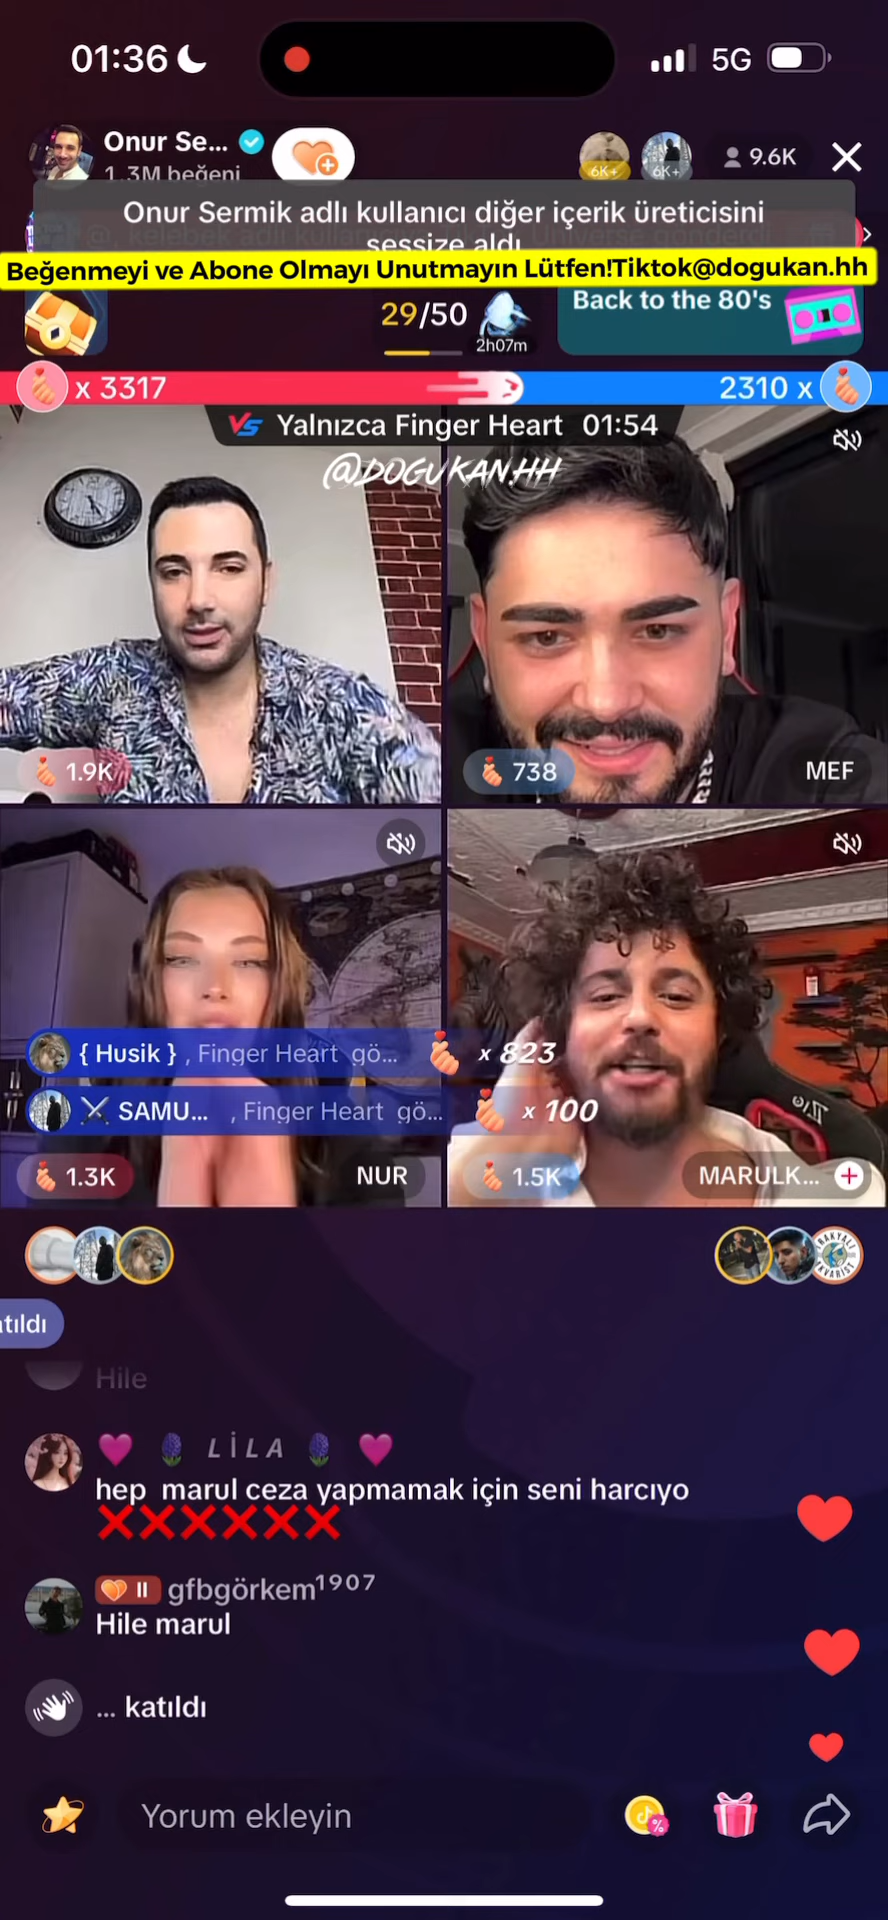 01:36
5G
Onur Se...
1.3M beğeni
6K+
6K+
9.6K
Onur Sermik adlı kullanıcı diğer içerik üreticisini
sessize aldı
Beğenmeyi ve Abone Olmayı Unutmayın Lütfen!Tiktok@dogukan.hh
29/50
2h07m
Back to the 80's
x 3317
2310 x
VS Yalnızca Finger Heart 01:54
@DOGUKAN.HH
1.9K
738
MEF
{ Husik } , Finger Heart gö...
x 823
SAMU... , Finger Heart gö...
x 100
1.3K
NUR
1.5K
MARULK...
atıldı
Hile
LİLA
hep marul ceza yapmamak için seni harcıyo
II gfbgörkem¹⁹⁰⁷
Hile marul
... katıldı
Yorum ekleyin